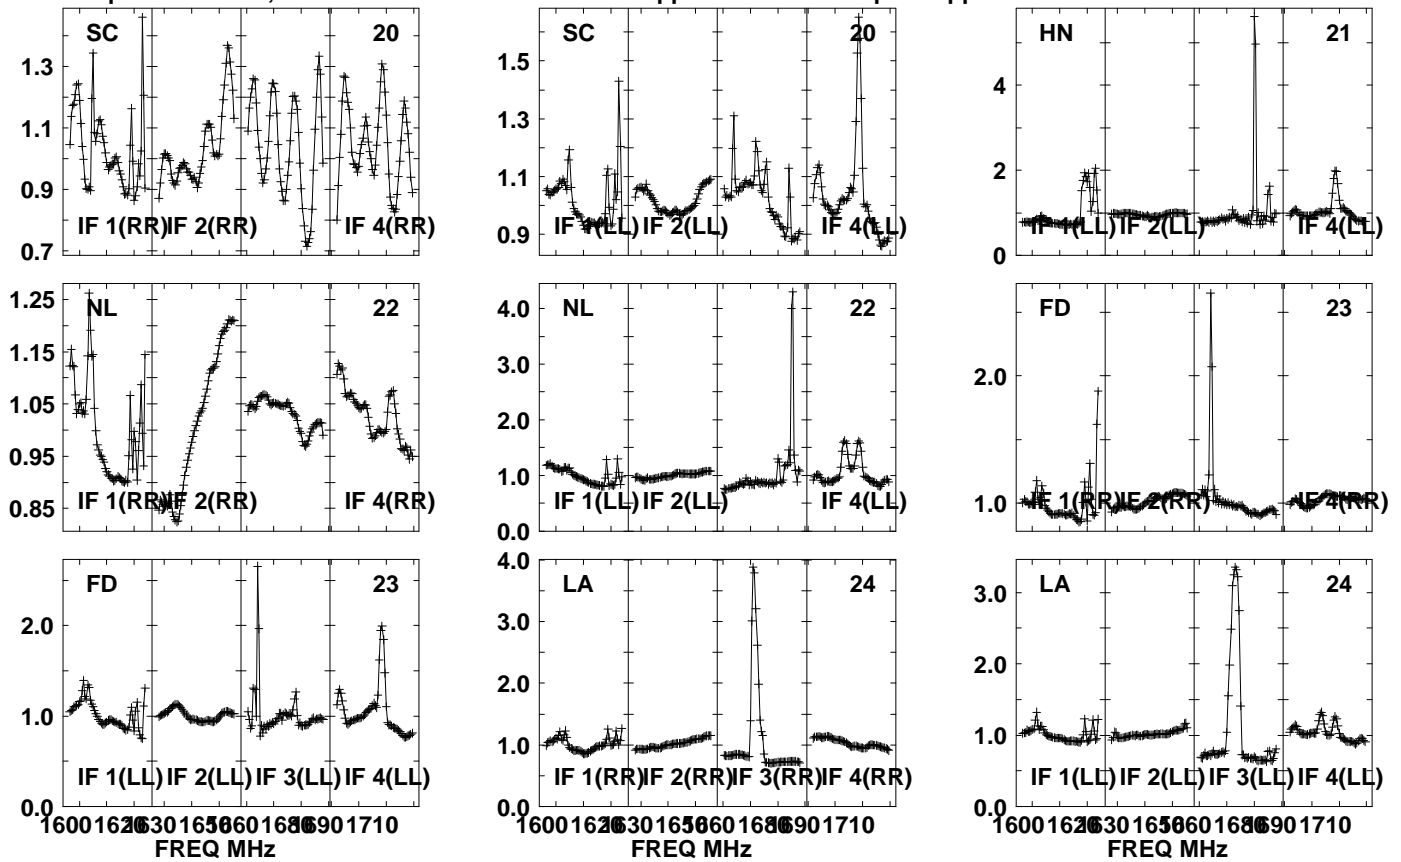 SC 20 SC 20 HN 21
1.3 1.5
1.1 1.3 4
0.9 1.1 2
0.7 0.9 0
IF 1(RR) IF 2(RR) IF 4(RR) IF 1(LL) IF 2(LL) IF 4(LL) IF 1(LL) IF 2(LL) IF 4(LL)
NL 22 NL 22 FD 23
1.25 4.0
1.15 3.0 2.0
1.05 2.0
0.95 1.0 1.0
0.85 0.0
IF 1(RR) IF 2(RR) IF 4(RR) IF 1(LL) IF 2(LL) IF 4(LL) IF 1(RR) IF 2(RR) IF 4(RR)
FD 23 LA 24 LA 24
4.0
2.0 3.0 3.0
2.0 2.0
1.0 1.0 1.0
IF 1(LL) IF 2(LL) IF 3(LL) IF 4(LL) IF 1(RR) IF 2(RR) IF 3(RR) IF 4(RR) IF 1(LL) IF 2(LL) IF 3(LL) IF 4(LL)
0.0 0.0 0.0
1600 1620 1630 1650 1660 1680 1690 1710 1600 1620 1630 1650 1660 1680 1690 1710 1600 1620 1630 1650 1660 1680 1690 1710
FREQ MHz FREQ MHz FREQ MHz